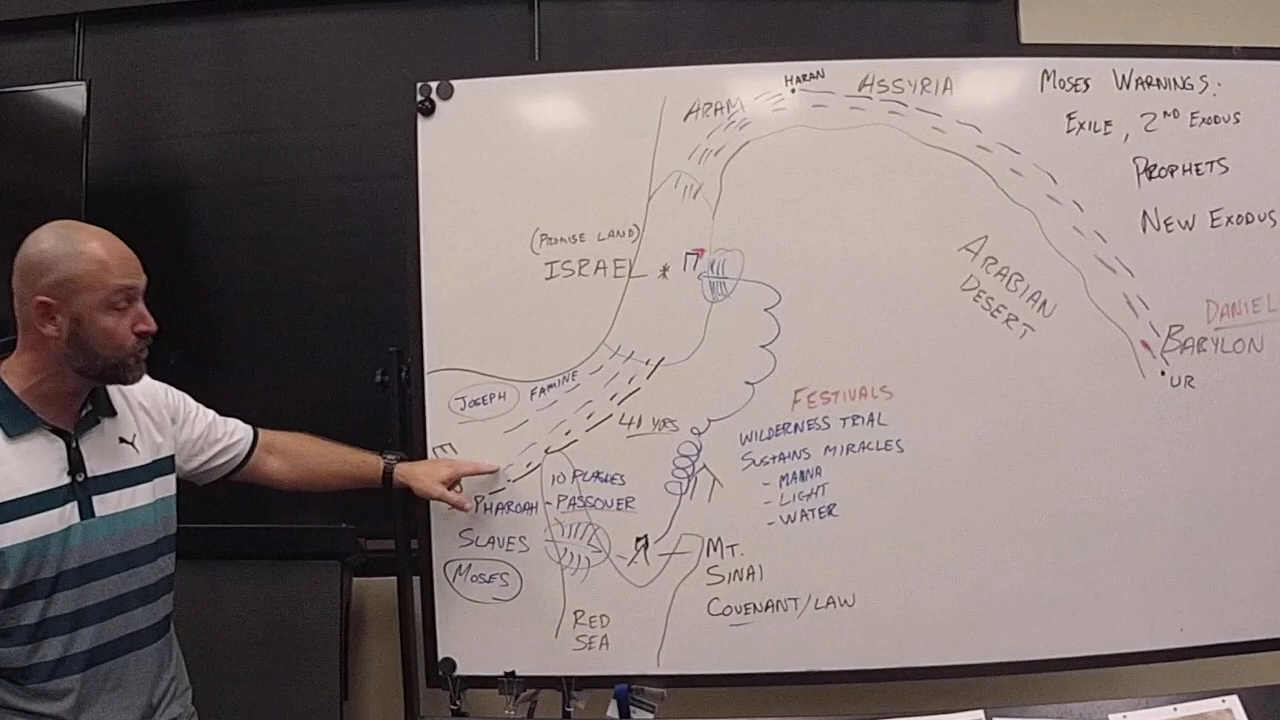 HARAN
ASSYRIA
ARAM
MOSES WARNINGS:
EXILE, 2ND EXODUS
PROPHETS
NEW EXODUS
(PROMISE LAND)
ISRAEL *
ARABIAN
DESERT
DANIEL
BABYLON
UR
JOSEPH
FAMINE
40 YRS
FESTIVALS
WILDERNESS TRIAL
SUSTAINS MIRACLES
- MANNA
- LIGHT
- WATER
10 PLAGUES
PHAROAH - PASSOVER
SLAVES
MOSES
MT.
SINAI
COVENANT/LAW
RED
SEA